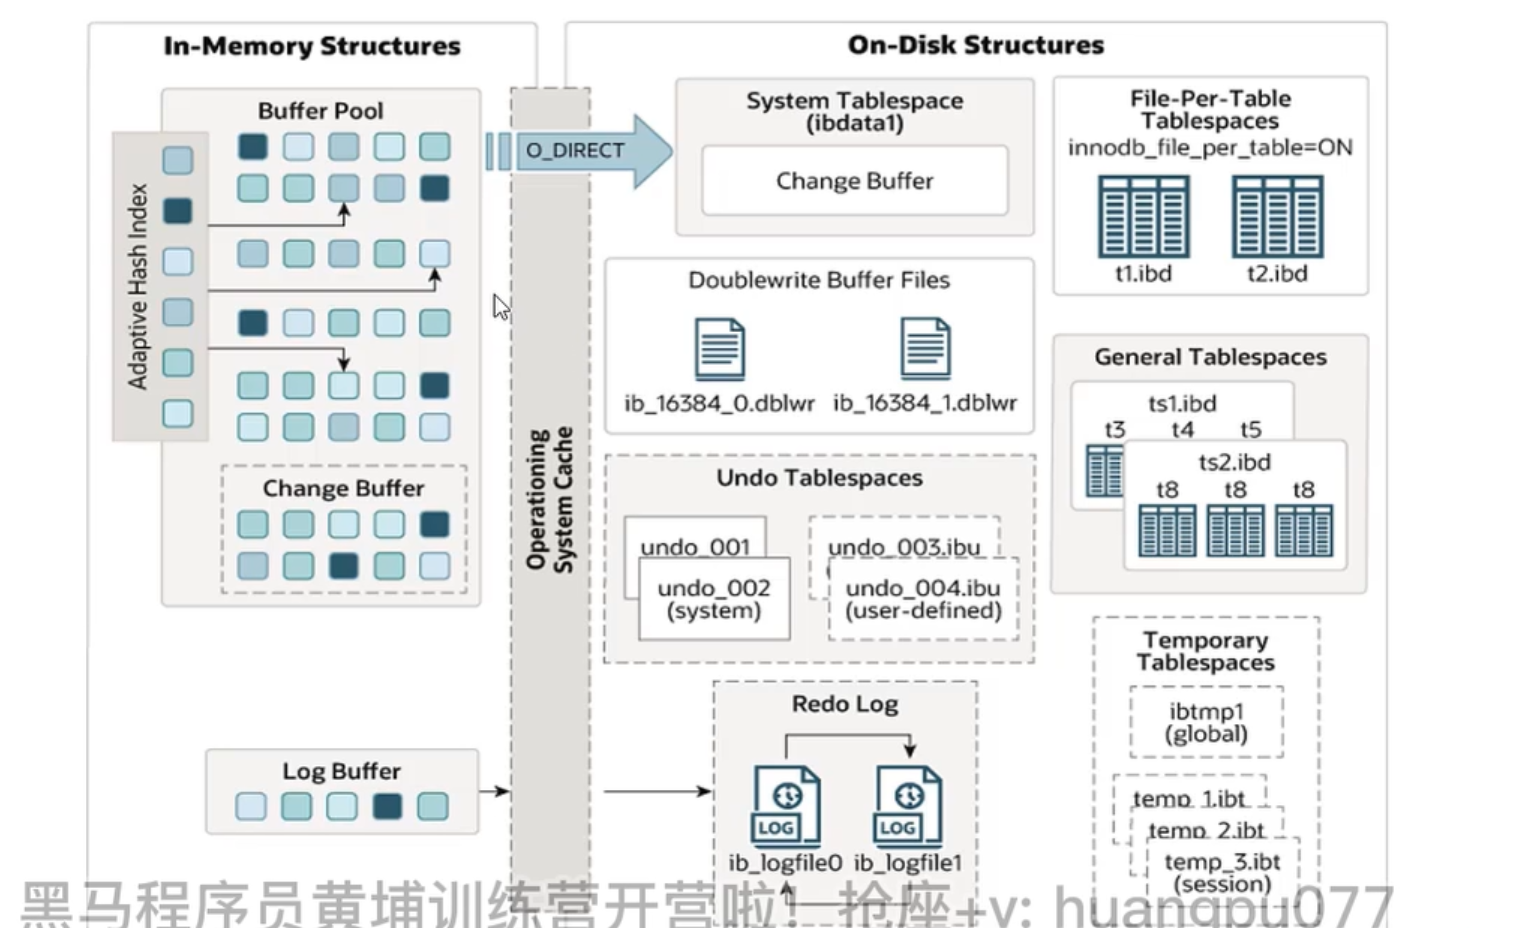 In-Memory Structures
Buffer Pool
Adaptive Hash Index
Change Buffer
Log Buffer
Operationing
System Cache
O_DIRECT
On-Disk Structures
System Tablespace
(ibdata1)
Change Buffer
Doublewrite Buffer Files
ib_16384_0.dblwr
ib_16384_1.dblwr
Undo Tablespaces
undo_001
undo_002
(system)
undo_003.ibu
undo_004.ibu
(user-defined)
Redo Log
LOG
LOG
ib_logfile0
ib_logfile1
File-Per-Table
Tablespaces
innodb_file_per_table=ON
t1.ibd
t2.ibd
General Tablespaces
ts1.ibd
t3 t4 t5
ts2.ibd
t8 t8 t8
Temporary
Tablespaces
ibtmp1
(global)
temp_1.ibt
temp_2.ibt
temp_3.ibt
(session)
黑马程序员黄埔训练营开营啦！抢座+v: huangpu077